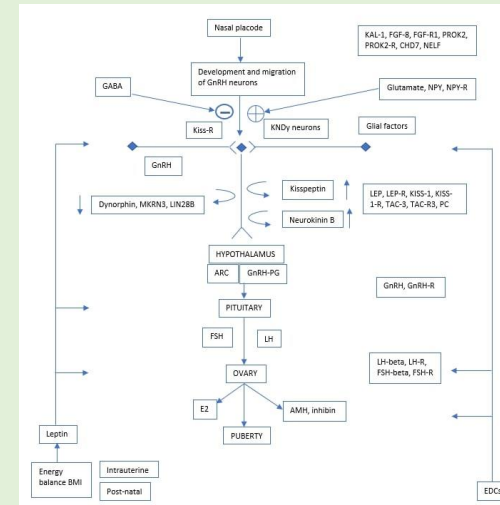 Nasal placode
KAL-1, FGF-8, FGF-R1, PROK2,
PROK2-R, CHD7, NELF
Development and migration
of GnRH neurons
GABA
Glutamate, NPY, NPY-R
Kiss-R
KNDy neurons
Glial factors
GnRH
Kisspeptin
Dynorphin, MKRN3, LIN28B
LEP, LEP-R, KISS-1, KISS-
1-R, TAC-3, TAC-R3, PC
Neurokinin B
HYPOTHALAMUS
ARC
GnRH-PG
GnRH, GnRH-R
PITUITARY
FSH
LH
LH-beta, LH-R,
FSH-beta, FSH-R
OVARY
E2
AMH, inhibin
Leptin
PUBERTY
Energy
balance BMI
Intrauterine
Post-natal
EDCs